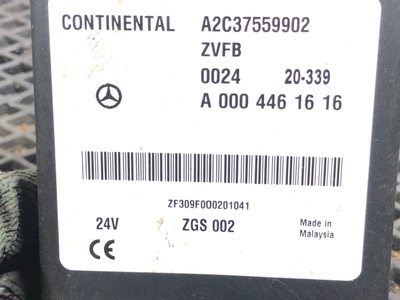 CONTINENTAL A2C37559902
ZVFB
0024 20-339
A 000 446 16 16
ZF309F000201041
24V ZGS 002 Made in
Malaysia
CE